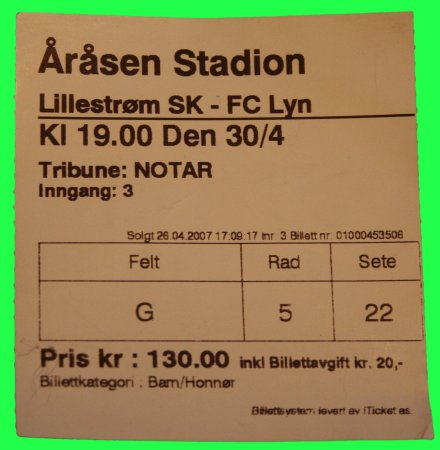 Åråsen Stadion
Lillestrøm SK - FC Lyn
Kl 19.00 Den 30/4
Tribune: NOTAR
Inngang: 3
Solgt 26.04.2007 17:09:17 lnr. 3 Billett nr: 01000453506
Felt Rad Sete
G 5 22
Pris kr : 130.00 inkl Billettavgift kr. 20,-
Billettkategori : Barn/Honnør
Billettsystem levert av iTicket as.